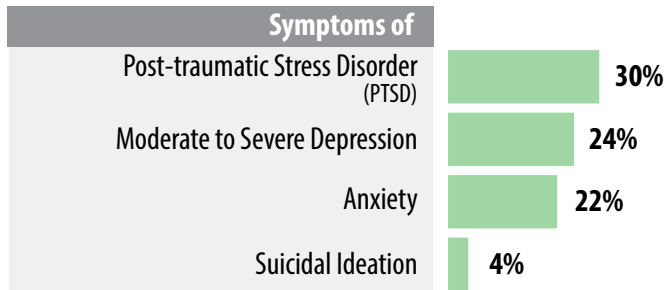 Symptoms of
Post-traumatic Stress Disorder
(PTSD)
30%
Moderate to Severe Depression
24%
Anxiety
22%
Suicidal Ideation
4%